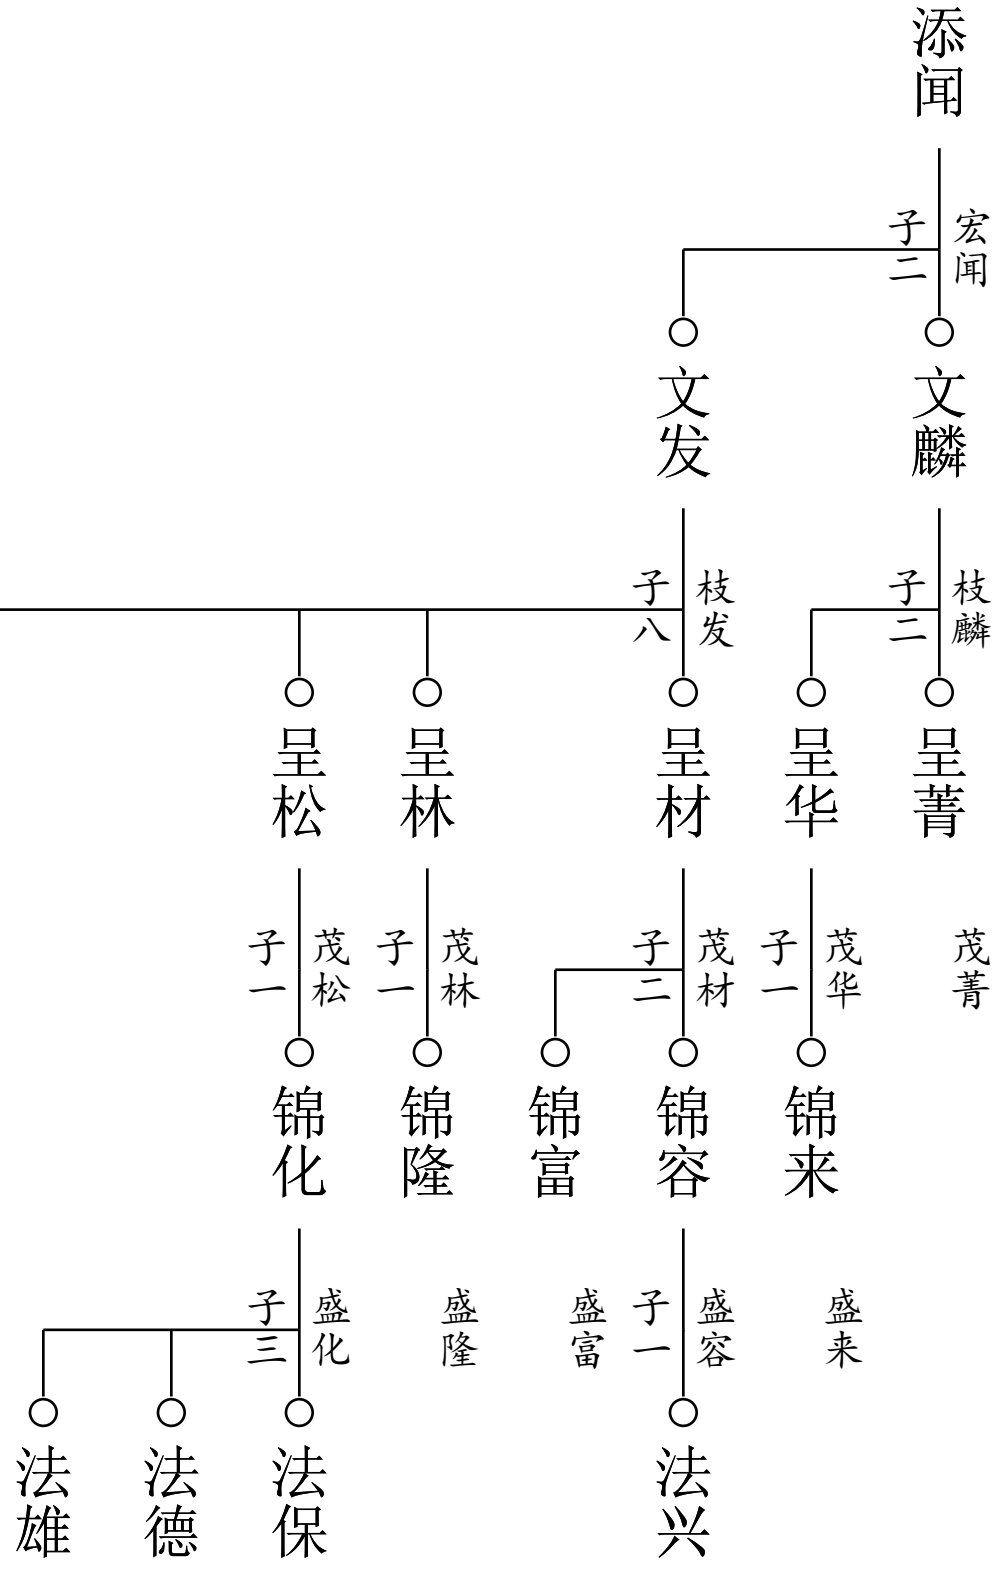 添闻
宏闻
子二
文麟
文发
枝麟
子二
枝发
子八
呈菁
呈华
呈材
呈林
呈松
茂菁
茂华
子一
茂材
子二
茂林
子一
茂松
子一
锦来
锦容
锦富
锦隆
锦化
盛来
盛容
子一
盛富
盛隆
盛化
子三
法兴
法保
法德
法雄